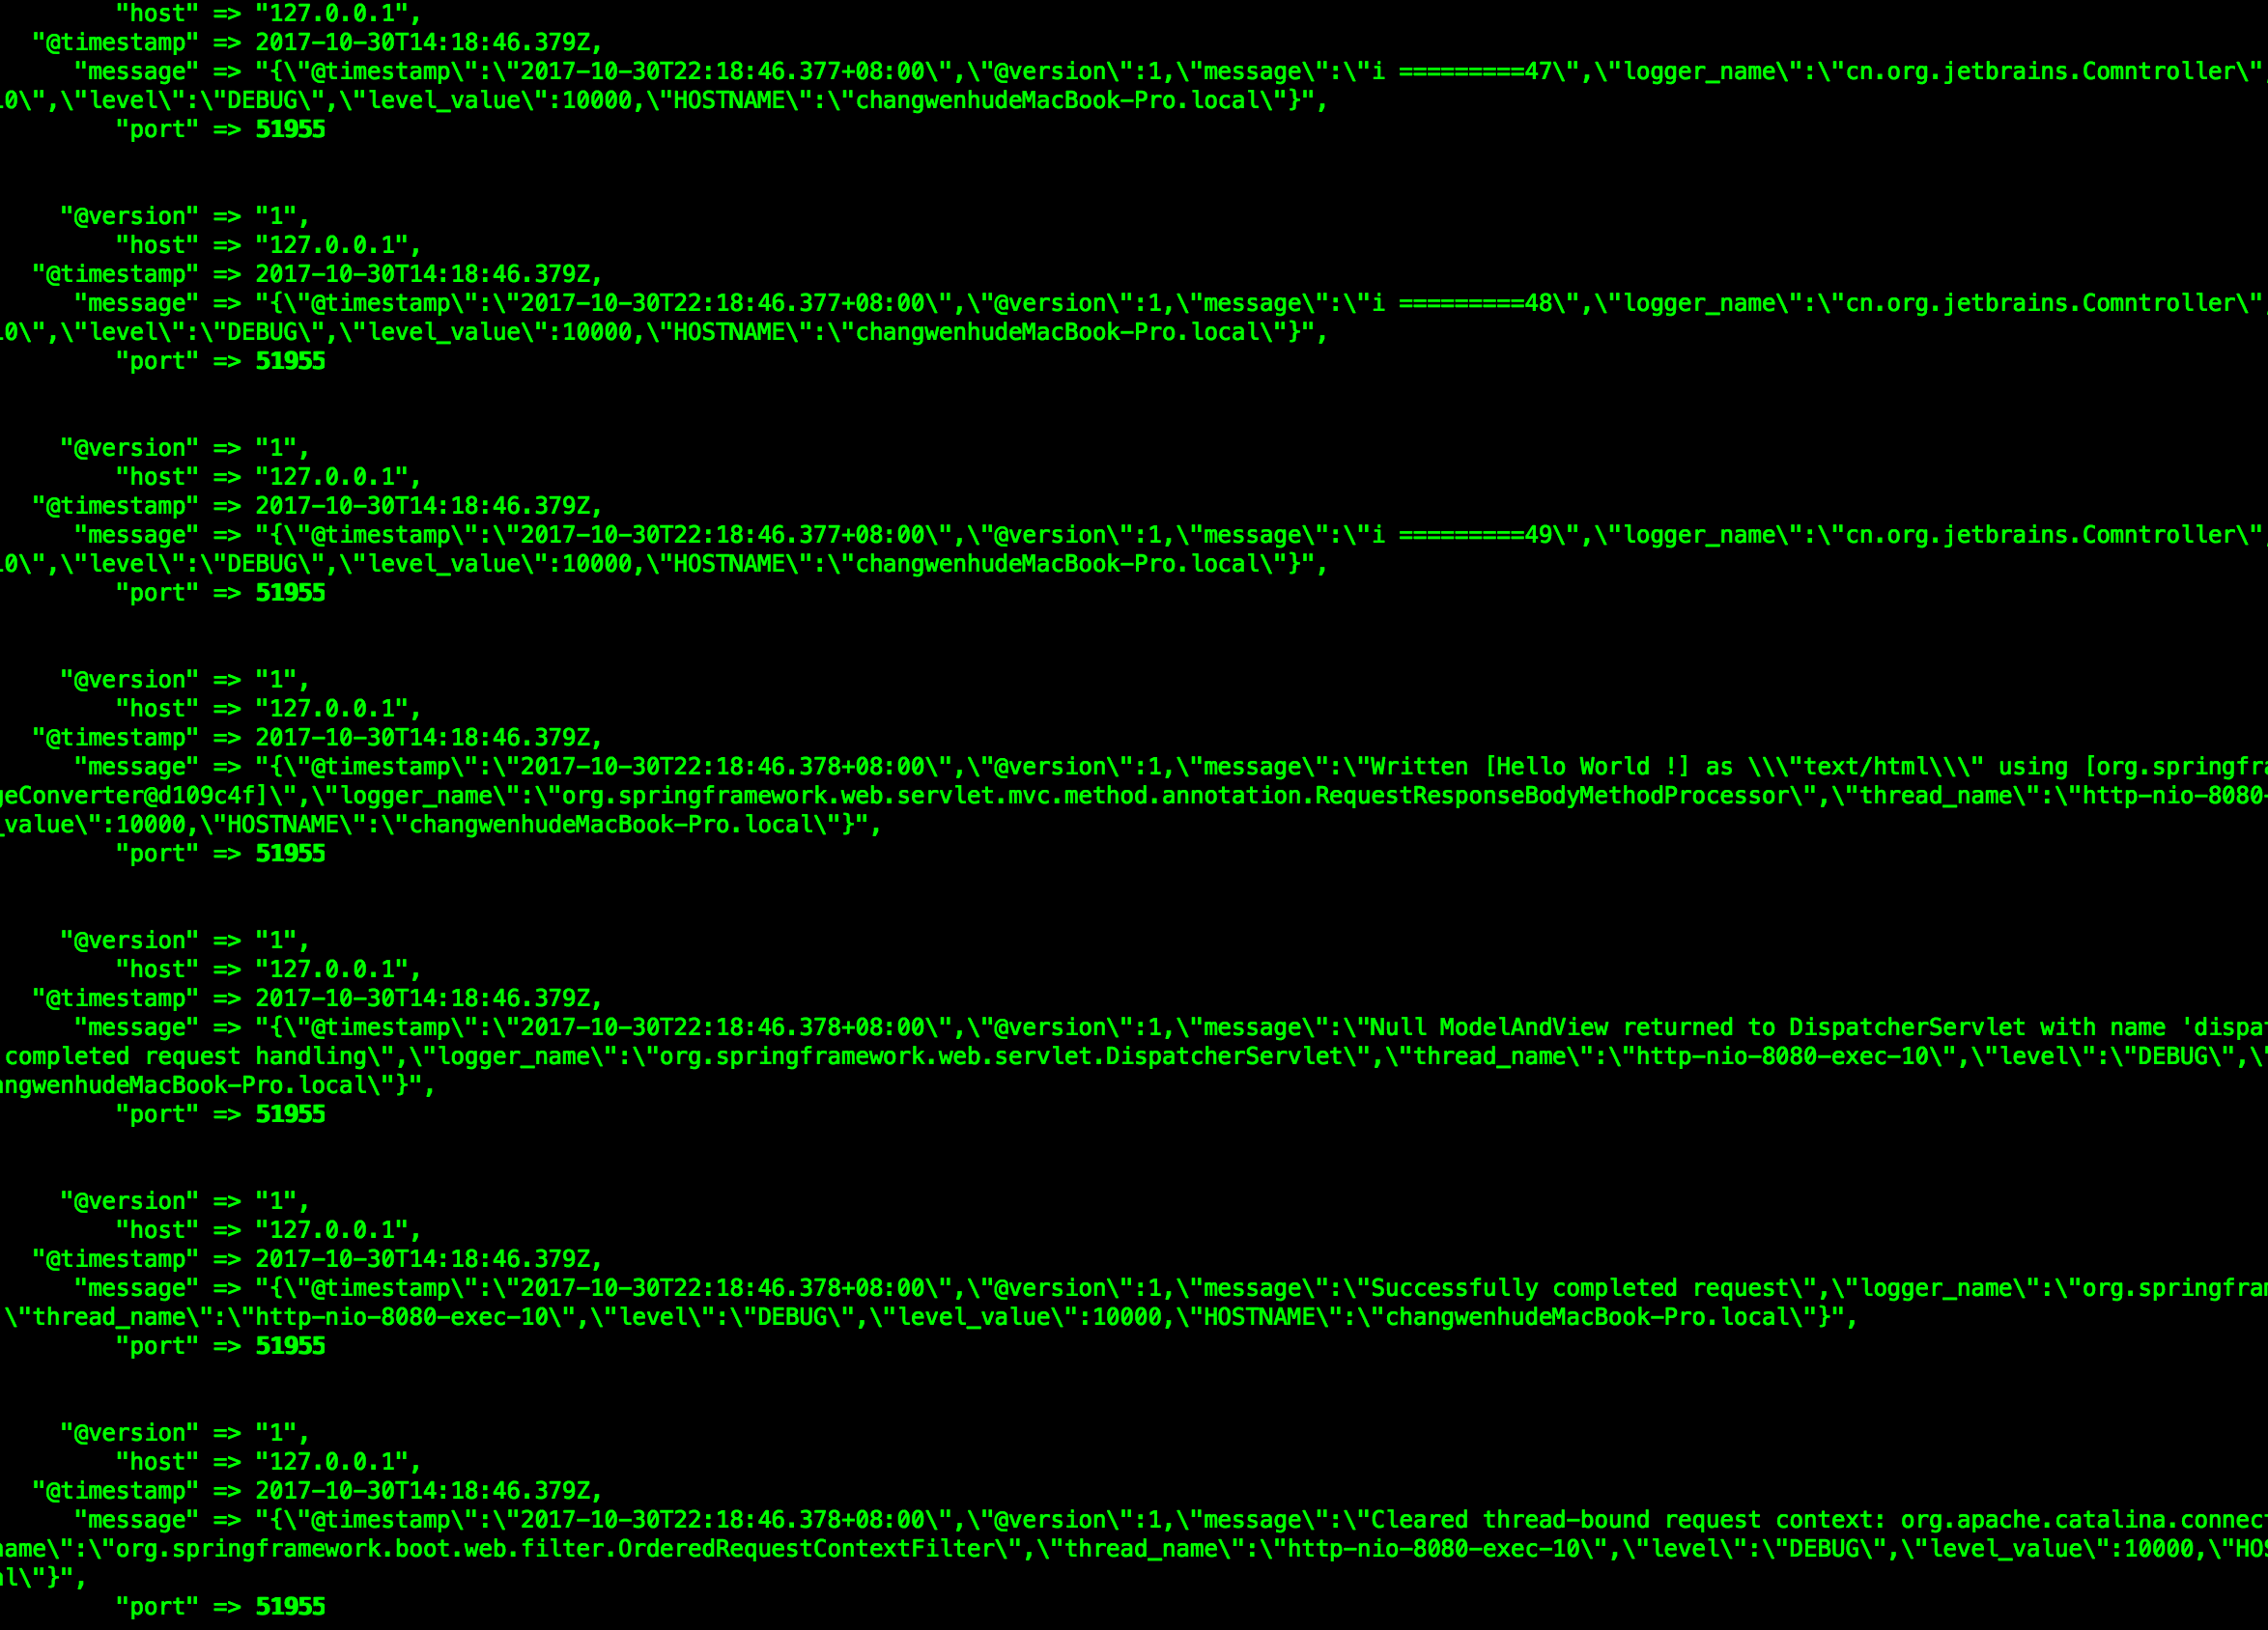 "host" => "127.0.0.1",
"@timestamp" => 2017-10-30T14:18:46.379Z,
"message" => "{\"@timestamp\":\"2017-10-30T22:18:46.377+08:00\",\"@version\":1,\"message\":\"i =========47\",\"logger_name\":\"cn.org.jetbrains.Comntroller\"
10\",\"level\":\"DEBUG\",\"level_value\":10000,\"HOSTNAME\":\"changwenhudeMacBook-Pro.local\"}",
"port" => 51955
"@version" => "1",
"host" => "127.0.0.1",
"@timestamp" => 2017-10-30T14:18:46.379Z,
"message" => "{\"@timestamp\":\"2017-10-30T22:18:46.377+08:00\",\"@version\":1,\"message\":\"i =========48\",\"logger_name\":\"cn.org.jetbrains.Comntroller\",
10\",\"level\":\"DEBUG\",\"level_value\":10000,\"HOSTNAME\":\"changwenhudeMacBook-Pro.local\"}",
"port" => 51955
"@version" => "1",
"host" => "127.0.0.1",
"@timestamp" => 2017-10-30T14:18:46.379Z,
"message" => "{\"@timestamp\":\"2017-10-30T22:18:46.377+08:00\",\"@version\":1,\"message\":\"i =========49\",\"logger_name\":\"cn.org.jetbrains.Comntroller\",
10\",\"level\":\"DEBUG\",\"level_value\":10000,\"HOSTNAME\":\"changwenhudeMacBook-Pro.local\"}",
"port" => 51955
"@version" => "1",
"host" => "127.0.0.1",
"@timestamp" => 2017-10-30T14:18:46.379Z,
"message" => "{\"@timestamp\":\"2017-10-30T22:18:46.378+08:00\",\"@version\":1,\"message\":\"Written [Hello World !] as \\\"text/html\\\" using [org.springfra
geConverter@d109c4f]\",\"logger_name\":\"org.springframework.web.servlet.mvc.method.annotation.RequestResponseBodyMethodProcessor\",\"thread_name\":\"http-nio-8080-
_value\":10000,\"HOSTNAME\":\"changwenhudeMacBook-Pro.local\"}",
"port" => 51955
"@version" => "1",
"host" => "127.0.0.1",
"@timestamp" => 2017-10-30T14:18:46.379Z,
"message" => "{\"@timestamp\":\"2017-10-30T22:18:46.378+08:00\",\"@version\":1,\"message\":\"Null ModelAndView returned to DispatcherServlet with name 'dispat
completed request handling\",\"logger_name\":\"org.springframework.web.servlet.DispatcherServlet\",\"thread_name\":\"http-nio-8080-exec-10\",\"level\":\"DEBUG\",\"
angwenhudeMacBook-Pro.local\"}",
"port" => 51955
"@version" => "1",
"host" => "127.0.0.1",
"@timestamp" => 2017-10-30T14:18:46.379Z,
"message" => "{\"@timestamp\":\"2017-10-30T22:18:46.378+08:00\",\"@version\":1,\"message\":\"Successfully completed request\",\"logger_name\":\"org.springfram
\"thread_name\":\"http-nio-8080-exec-10\",\"level\":\"DEBUG\",\"level_value\":10000,\"HOSTNAME\":\"changwenhudeMacBook-Pro.local\"}",
"port" => 51955
"@version" => "1",
"host" => "127.0.0.1",
"@timestamp" => 2017-10-30T14:18:46.379Z,
"message" => "{\"@timestamp\":\"2017-10-30T22:18:46.378+08:00\",\"@version\":1,\"message\":\"Cleared thread-bound request context: org.apache.catalina.connect
name\":\"org.springframework.boot.web.filter.OrderedRequestContextFilter\",\"thread_name\":\"http-nio-8080-exec-10\",\"level\":\"DEBUG\",\"level_value\":10000,\"HOS
al\"}",
"port" => 51955